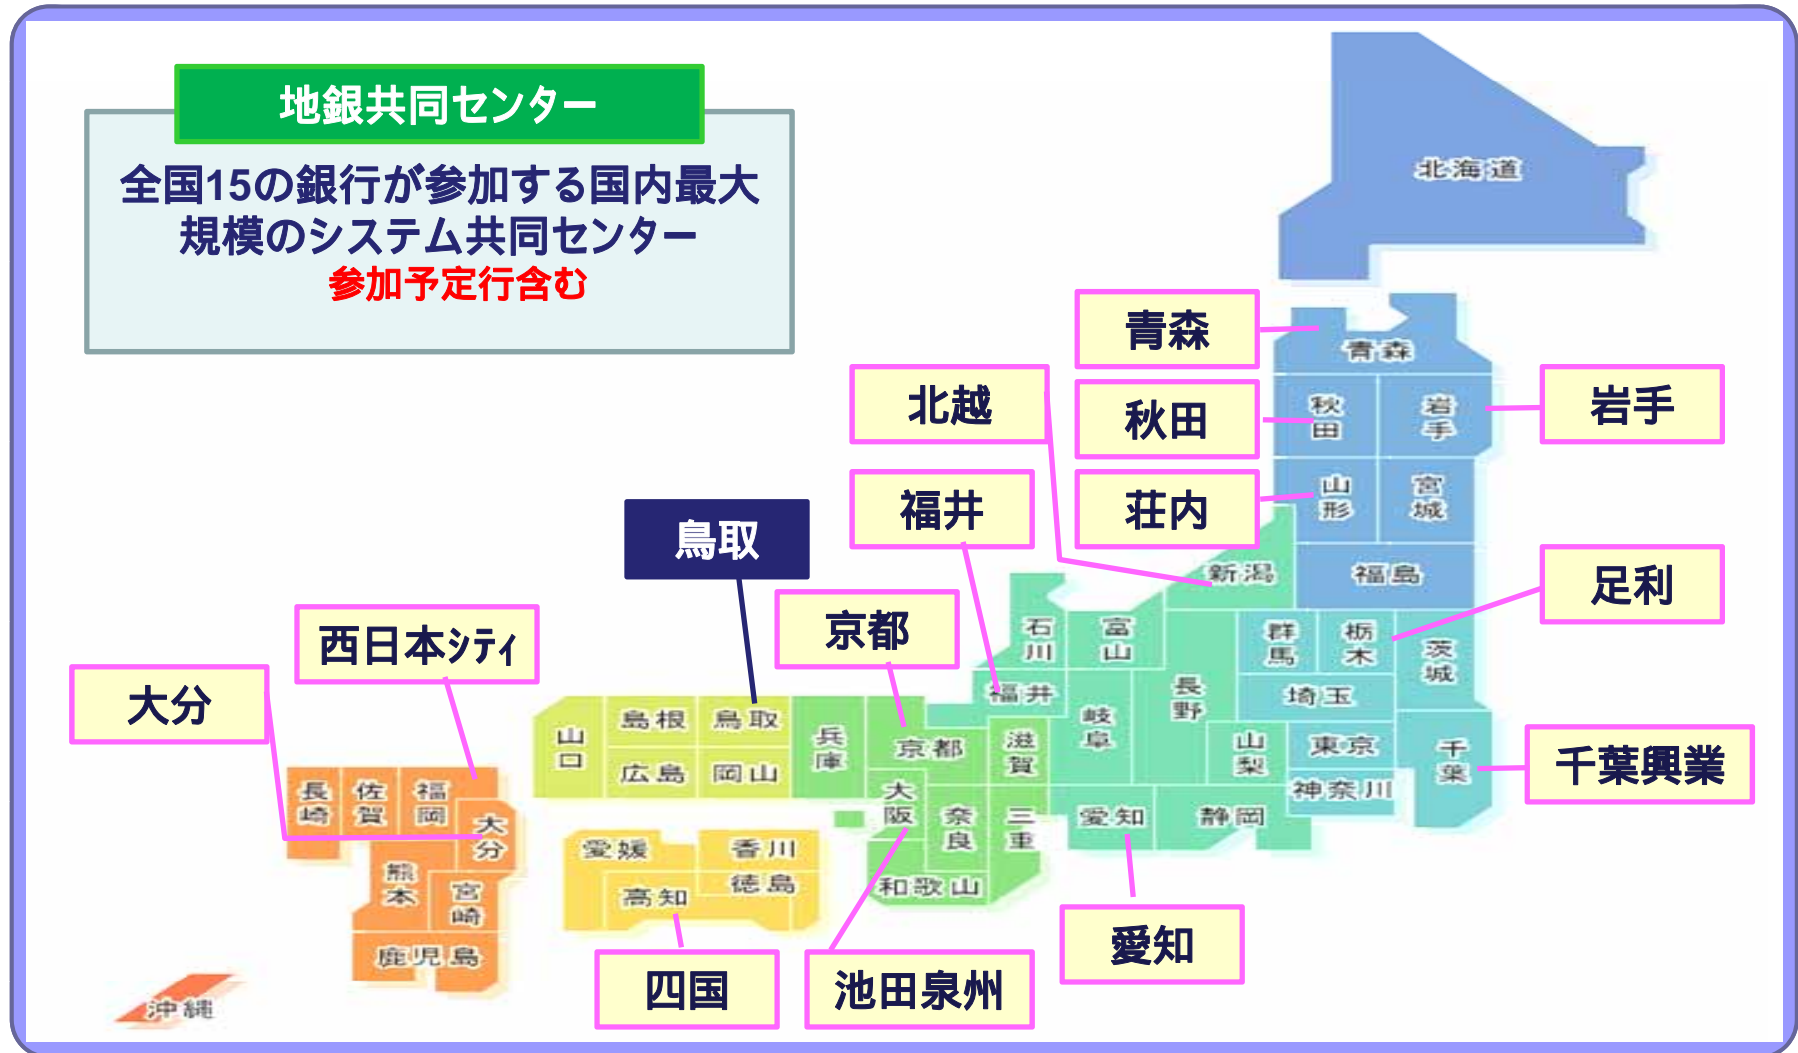 地銀共同センター
全国15の銀行が参加する国内最大
規模のシステム共同センター
参加予定行含む
北海道
青森
青森
北越
秋田
秋田
岩手
岩手
福井
荘内
山形
宮城
鳥取
新潟
福島
足利
西日本シティ
京都
石川
富山
群馬
栃木
茨城
大分
福井
長野
埼玉
山口
島根
鳥取
兵庫
京都
滋賀
岐阜
山梨
東京
千葉
千葉興業
広島
岡山
長崎
佐賀
福岡
大分
大阪
奈良
三重
愛知
静岡
神奈川
愛媛
香川
徳島
高知
和歌山
熊本
宮崎
鹿児島
沖縄
四国
池田泉州
愛知